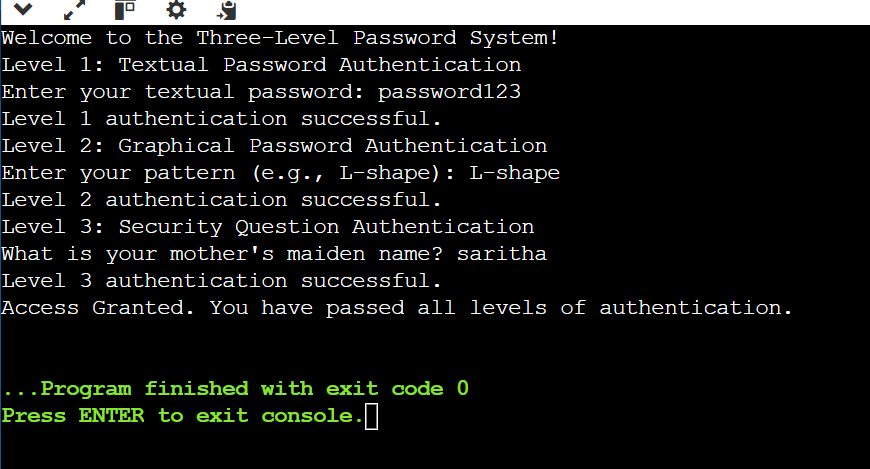 Welcome to the Three-Level Password System!
Level 1: Textual Password Authentication
Enter your textual password: password123
Level 1 authentication successful.
Level 2: Graphical Password Authentication
Enter your pattern (e.g., L-shape): L-shape
Level 2 authentication successful.
Level 3: Security Question Authentication
What is your mother's maiden name? saritha
Level 3 authentication successful.
Access Granted. You have passed all levels of authentication.
...Program finished with exit code 0
Press ENTER to exit console.